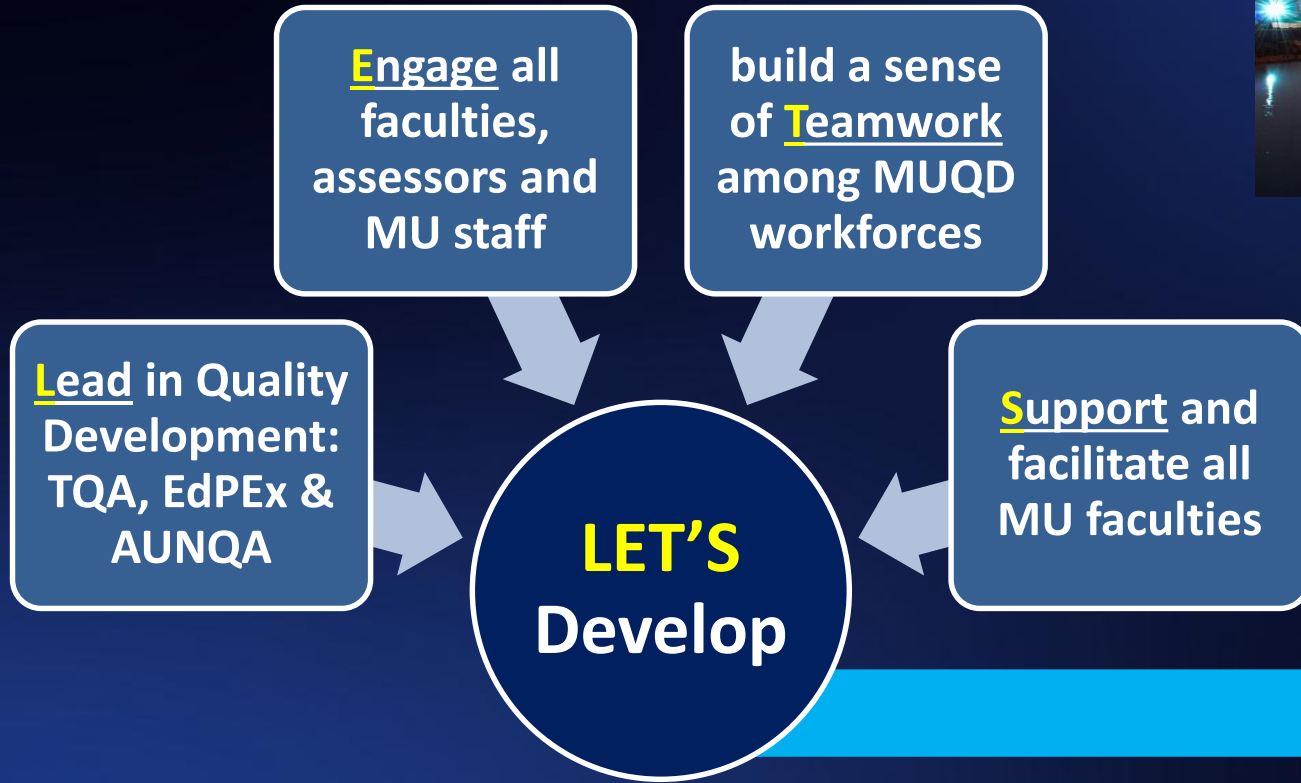 Engage all
faculties,
assessors and
MU staff
build a sense
of Teamwork
among MUQD
workforces
Lead in Quality
Development:
TQA, EdPEx &
AUNQA
Support and
facilitate all
MU faculties
LET’S
Develop